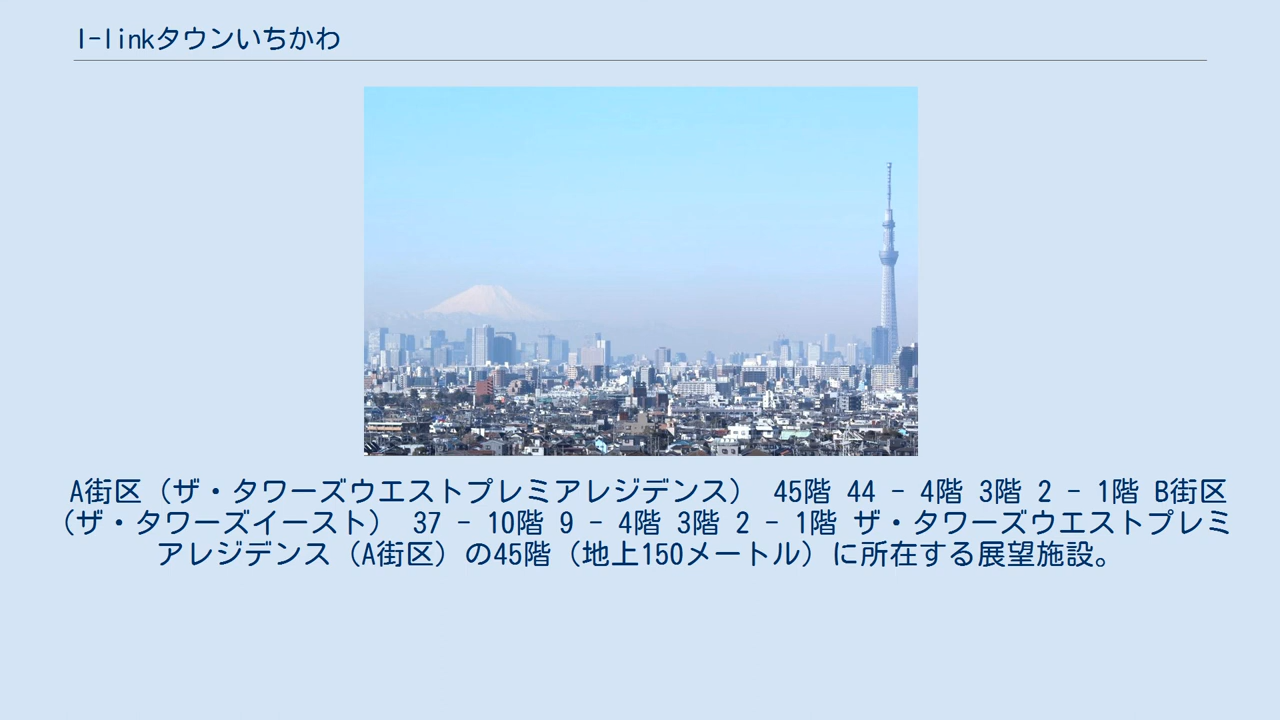 I-linkタウンいちかわ
A街区（ザ・タワーズウエストプレミアレジデンス） 45階 44 - 4階 3階 2 - 1階 B街区
（ザ・タワーズイースト） 37 - 10階 9 - 4階 3階 2 - 1階 ザ・タワーズウエストプレミ
アレジデンス（A街区）の45階（地上150メートル）に所在する展望施設。